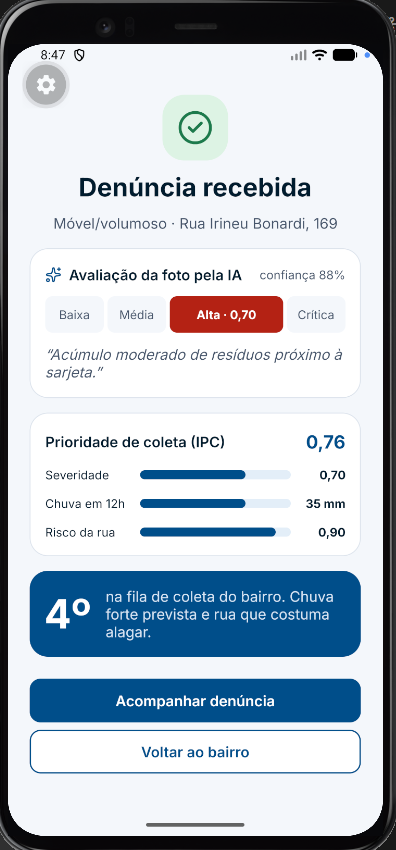 8:47
Denúncia recebida
Móvel/volumoso · Rua Irineu Bonardi, 169
Avaliação da foto pela IA confiança 88%
Baixa Média Alta · 0,70 Crítica
“Acúmulo moderado de resíduos próximo à
sarjeta.”
Prioridade de coleta (IPC) 0,76
Severidade 0,70
Chuva em 12h 35 mm
Risco da rua 0,90
4º
na fila de coleta do bairro. Chuva
forte prevista e rua que costuma
alagar.
Acompanhar denúncia
Voltar ao bairro